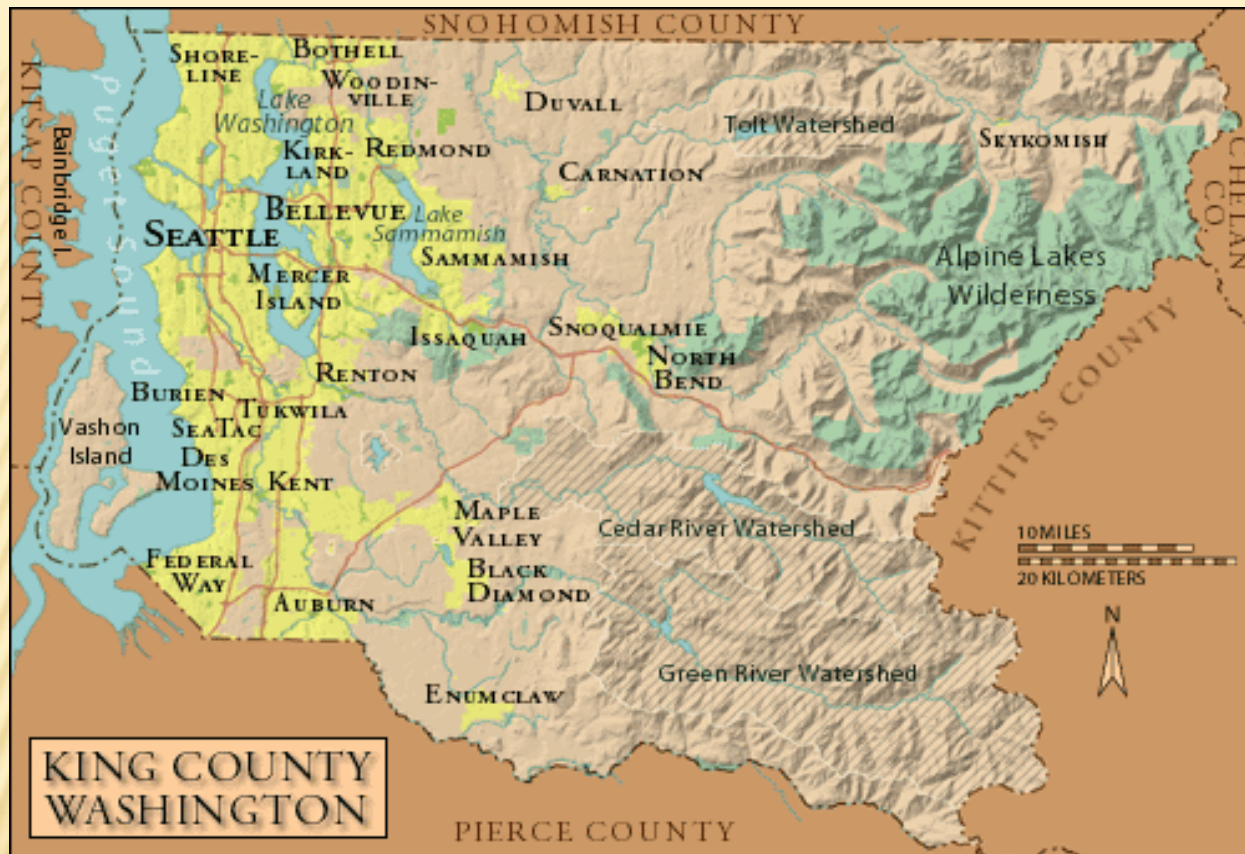 SNOHOMISH COUNTY
KITSAP COUNTY
Bainbridge I.
Puget Sound
SHORE-
LINE
BOTHELL
WOODIN-
VILLE
Lake
Washington
KIRK-
LAND
REDMOND
DUVALL
Tolt Watershed
SKYKOMISH
CHELAN
CO.
CARNATION
BELLEVUE
Lake
Sammamish
SEATTLE
SAMMAMISH
MERCER
ISLAND
Alpine Lakes
Wilderness
ISSAQUAH
SNOQUALMIE
NORTH
BEND
RENTON
BURIEN
TUKWILA
SEATAC
Vashon
Island
DES
MOINES
KENT
KITTITAS COUNTY
MAPLE
VALLEY
Cedar River Watershed
10 MILES
20 KILOMETERS
FEDERAL
WAY
BLACK
DIAMOND
AUBURN
N
Green River Watershed
ENUMCLAW
KING COUNTY
WASHINGTON
PIERCE COUNTY